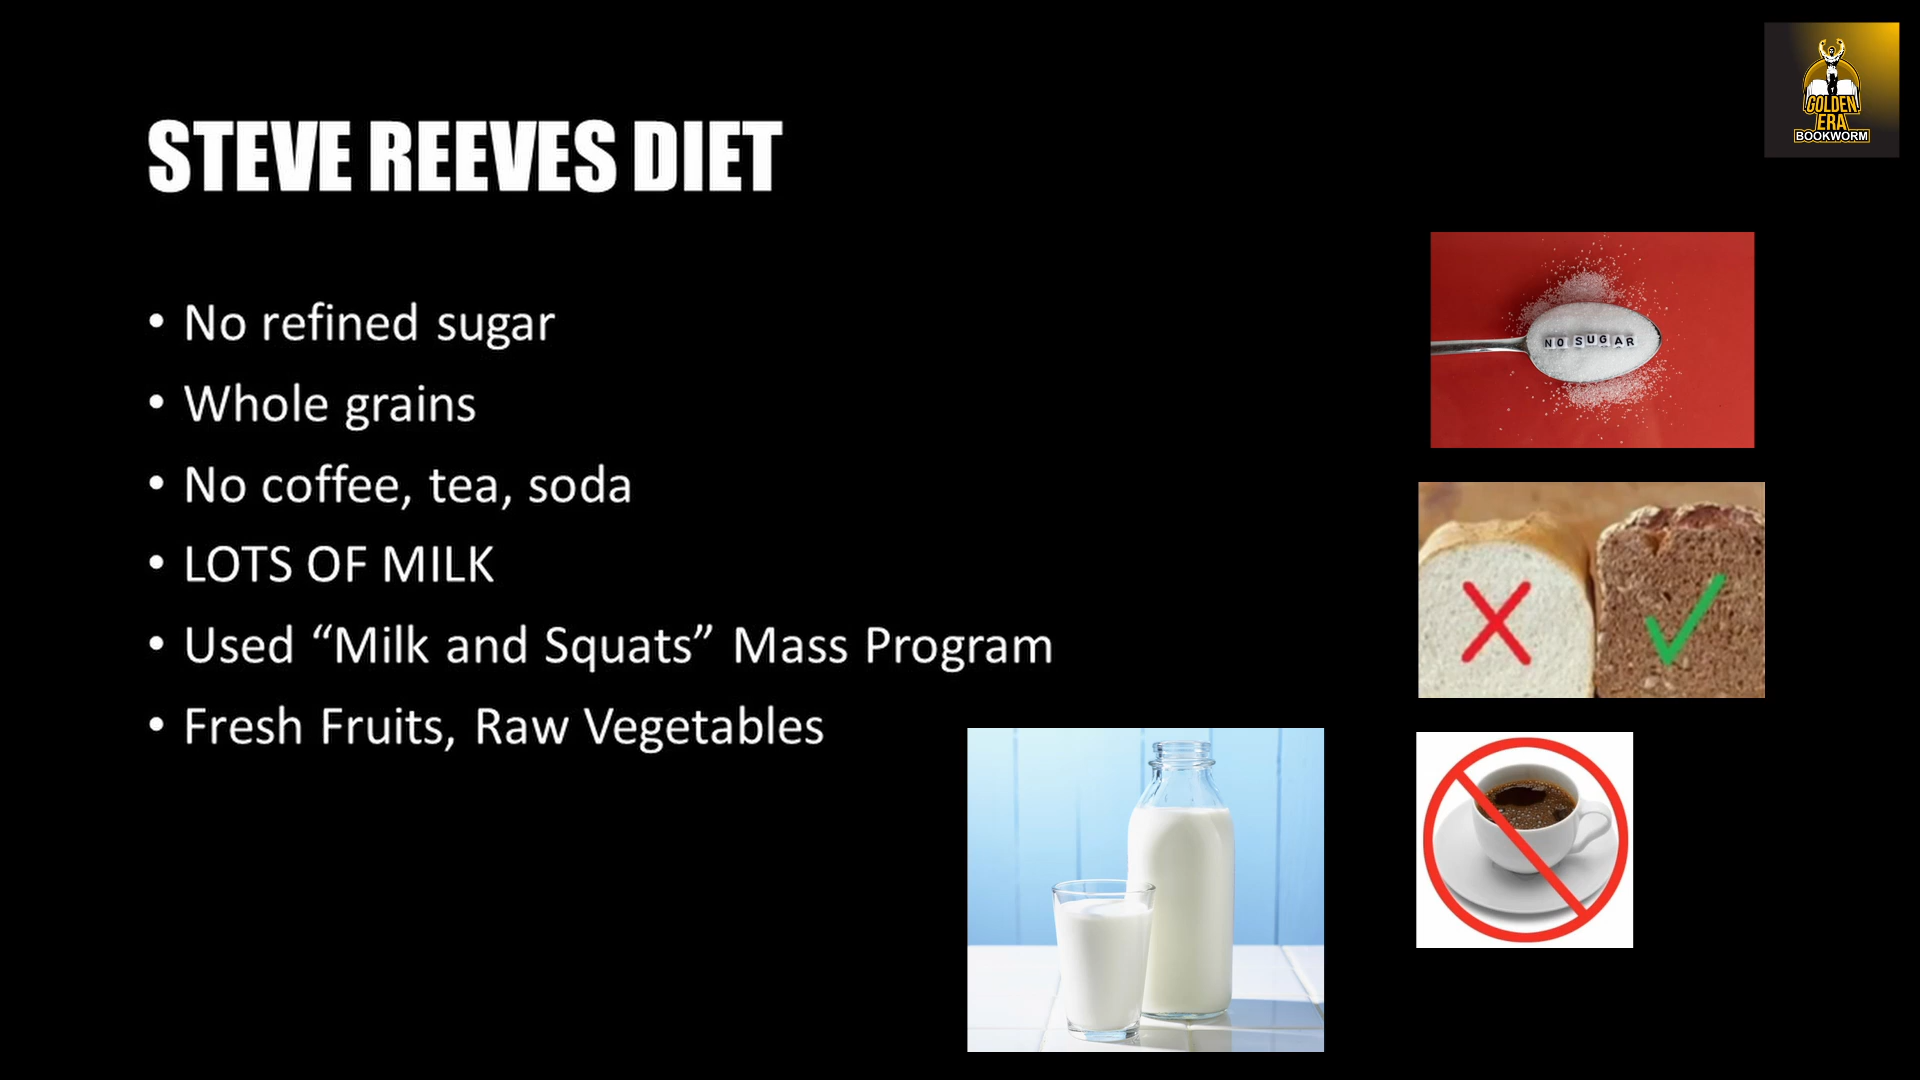 GOLDEN
ERA
BOOKWORM
STEVE REEVES DIET
• No refined sugar
• Whole grains
• No coffee, tea, soda
• LOTS OF MILK
• Used “Milk and Squats” Mass Program
• Fresh Fruits, Raw Vegetables
NO SUGAR